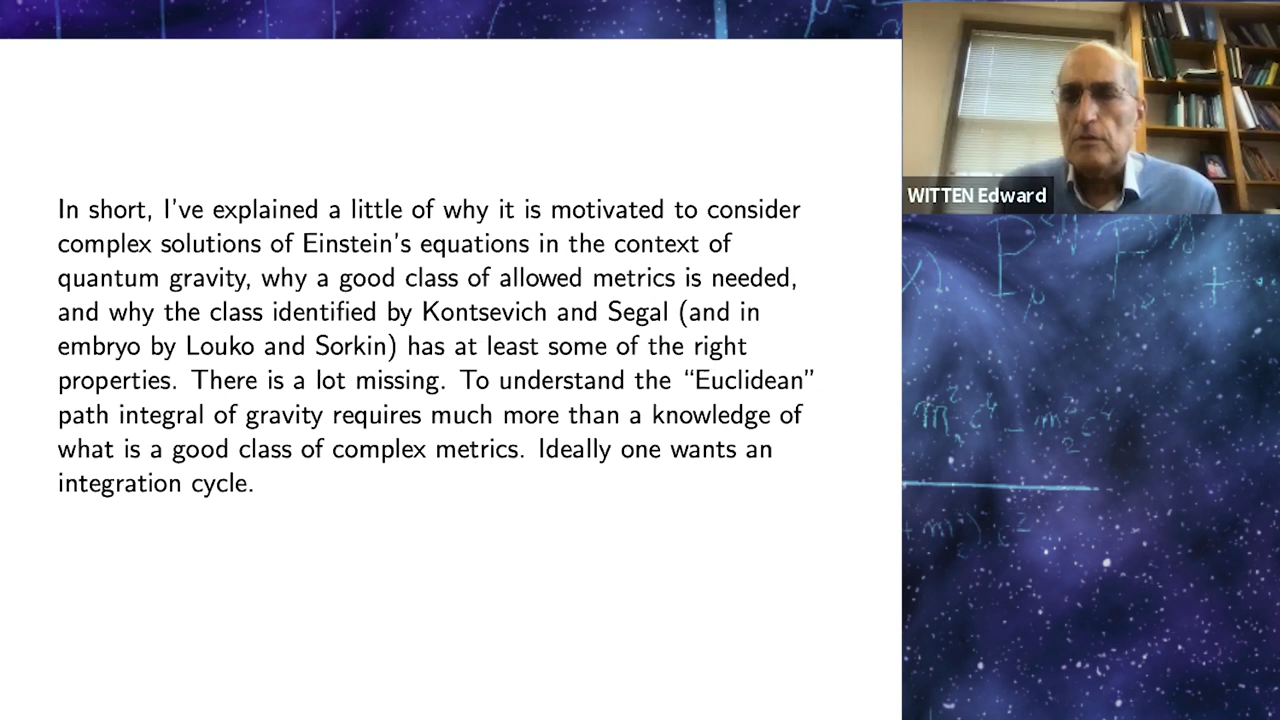 In short, I've explained a little of why it is motivated to consider
complex solutions of Einstein's equations in the context of
quantum gravity, why a good class of allowed metrics is needed,
and why the class identified by Kontsevich and Segal (and in
embryo by Louko and Sorkin) has at least some of the right
properties. There is a lot missing. To understand the “Euclidean”
path integral of gravity requires much more than a knowledge of
what is a good class of complex metrics. Ideally one wants an
integration cycle.
WITTEN Edward